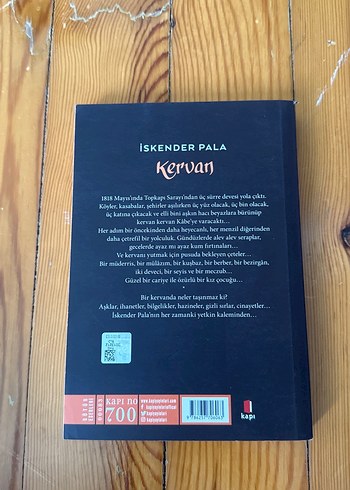 İSKENDER PALA
Kervan
1818 Mayısı'nda Topkapı Sarayı'ndan üç sürre devesi yola çıktı.
Köyler, kasabalar, şehirler aşılırken üç yüz olacak, üç bin olacak,
üç katına çıkacak ve elli bini aşkın hacı beyazlara bürünüp
kervan kervan Kâbe'ye varacaktı…
Her adım bir öncekinden daha heyecanlı, her menzil diğerinden
daha çetrefil bir yolculuk. Gündüzlerde alev alev seraplar,
gecelerde ayaz mı ayaz kum fırtınaları…
Ve kervanı yutmak için pusuda bekleyen çeteler…
Bir müderris, bir mülâzım, bir kuşbaz, bir berber, bir bezirgân,
iki deveci, bir seyis ve bir meczub…
Güzel bir cariye ile özürlü bir kız çocuğu…
Bir kervanda neler taşınmaz ki?
Aşklar, ihanetler, bilgelikler, hazineler, gizli sırlar, cinayetler…
İskender Pala'nın her zamanki yetkin kaleminden…
KAPI NO
700
www.kapiyayinlari.com
kapı